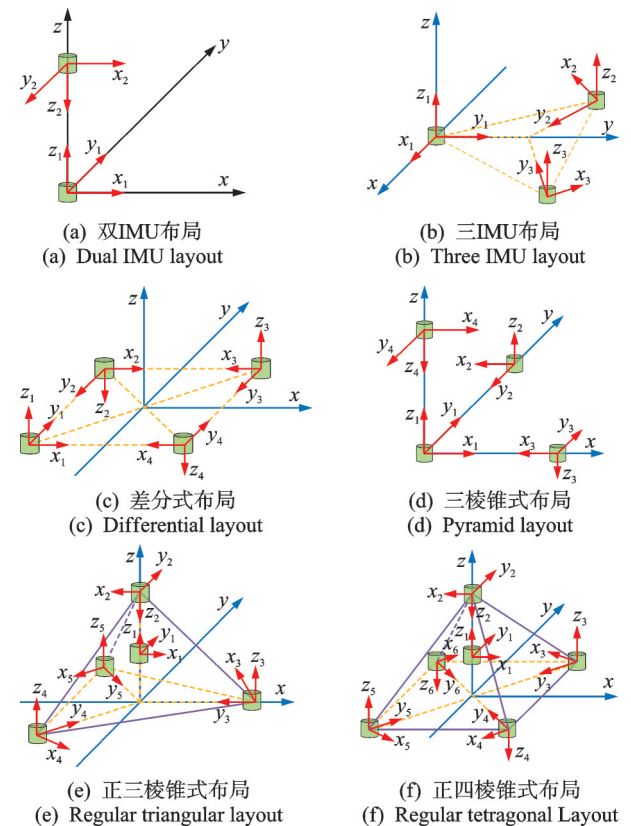 z
y
y2
x2
z2
z1
y1
x1
x
z
x2
z2
z1
y1
y2
y
x1
z3
y3
x3
x
(a) 双IMU布局
(a) Dual IMU layout
(b) 三IMU布局
(b) Three IMU layout
z
y
z3
x2
x3
y2
z2
y3
z1
y1
x
x1
x4
y4
z4
z
x4
z2
y
y4
x2
z4
y2
z1
y1
y3
x1
x3
x
z3
(c) 差分式布局
(c) Differential layout
(d) 三棱锥式布局
(d) Pyramid layout
z
y2
x2
z2
y
z5
z1
y1
x1
x5
y5
x3
z3
x
z4
y4
y3
x4
z
y2
x2
z2
y
z3
x6
z1
y1
x1
x3
z6
y6
y3
x
z5
y5
y4
x5
x4
z4
(e) 正三棱锥式布局
(e) Regular triangular layout
(f) 正四棱锥式布局
(f) Regular tetragonal Layout